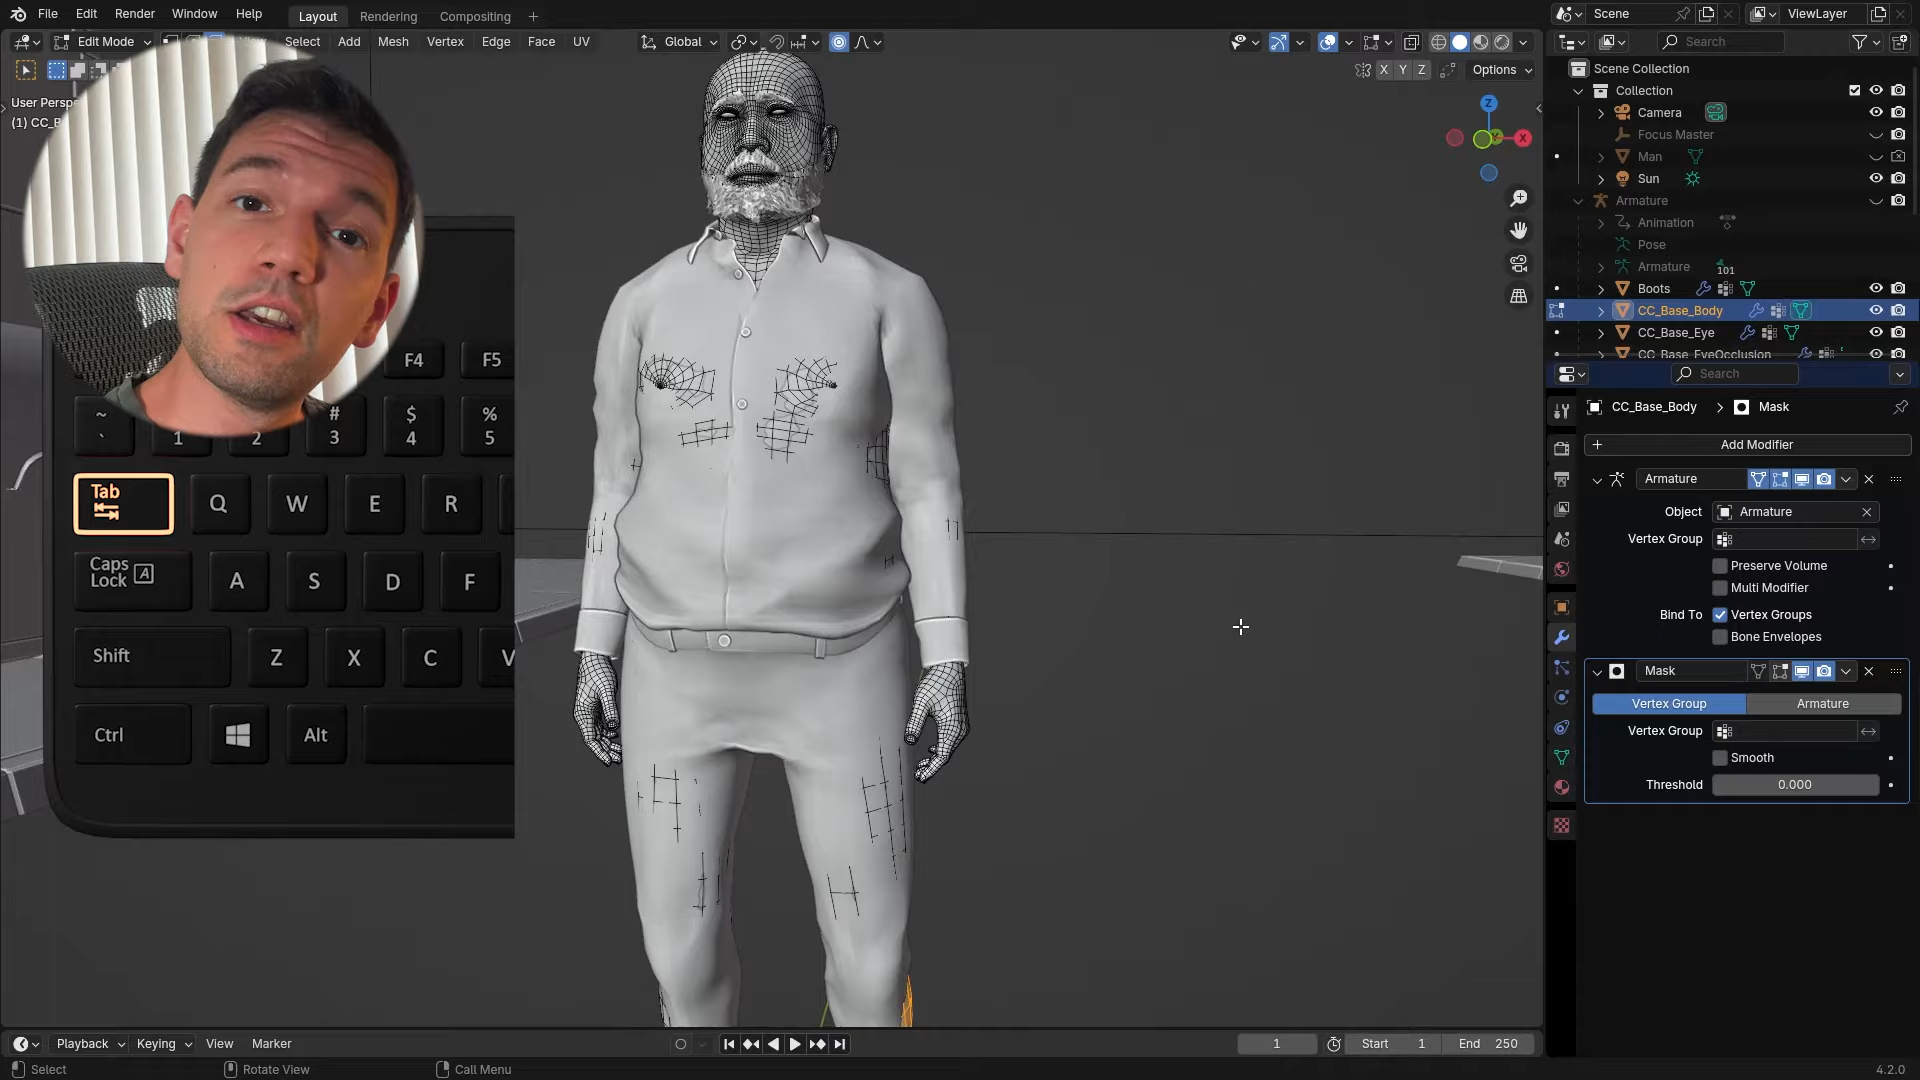 File Edit Render Window Help Layout Rendering Compositing +
Scene ViewLayer
Edit Mode Select Add Mesh Vertex Edge Face UV Global
Search
X Y Z Options
User Perspe
(1) CC_B
Z
X
Y
Scene Collection
Collection
Camera
Focus Master
Man
Sun
Armature
Animation
Pose
Armature 101
Boots
CC_Base_Body
CC_Base_Eye
CC_Base_EyeOcclusion
Search
CC_Base_Body > Mask
+ Add Modifier
Armature
Object Armature
Vertex Group
Preserve Volume
Multi Modifier
Bind To Vertex Groups
Bone Envelopes
Mask
Vertex Group Armature
Vertex Group
Smooth
Threshold 0.000
F4 F5
~ # $ %
` 1 2 3 4 5
Tab Q W E R
Caps
Lock A A S D F
Shift Z X C V
Ctrl Alt
Playback Keying View Marker 1 Start 1 End 250
Select Rotate View Call Menu 4.2.0